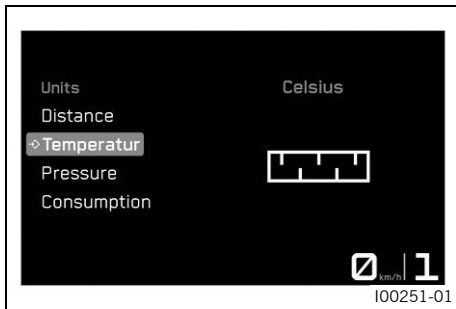 Units
Celsius
Distance
Temperatur
Pressure
Consumption
0 km/h 1
I00251-01